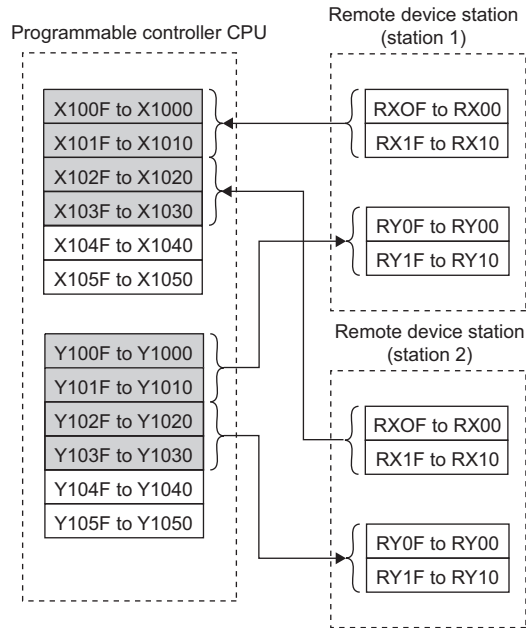 Programmable controller CPU
X100F to X1000
X101F to X1010
X102F to X1020
X103F to X1030
X104F to X1040
X105F to X1050
Y100F to Y1000
Y101F to Y1010
Y102F to Y1020
Y103F to Y1030
Y104F to Y1040
Y105F to Y1050
Remote device station
(station 1)
RXOF to RX00
RX1F to RX10
RY0F to RY00
RY1F to RY10
Remote device station
(station 2)
RXOF to RX00
RX1F to RX10
RY0F to RY00
RY1F to RY10